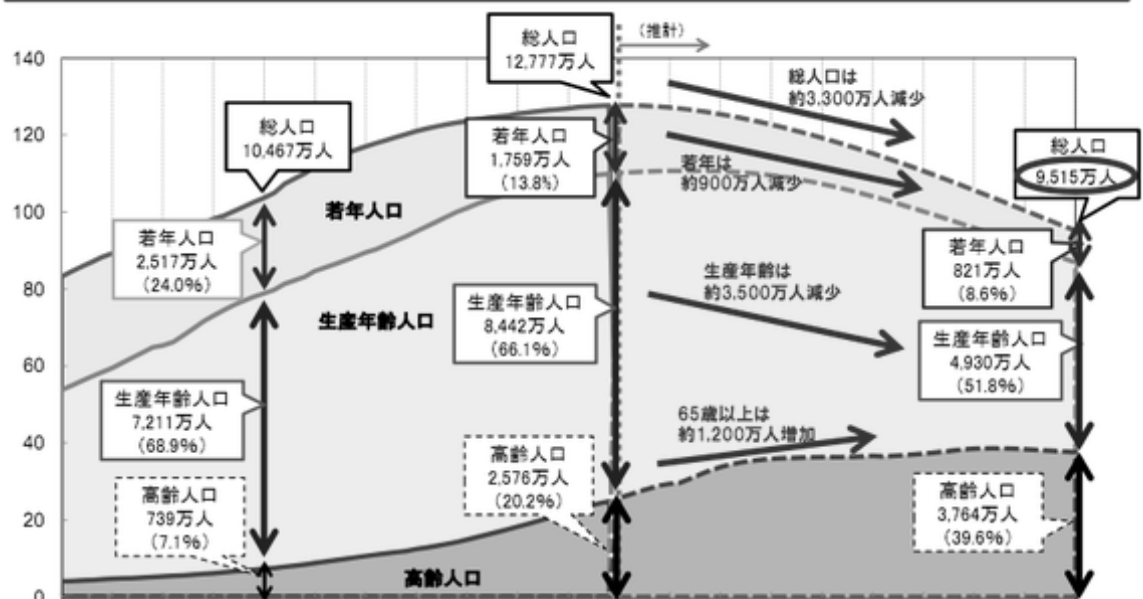 総人口
12,777万人
(推計)
140
120
100
80
60
40
20
0
総人口
10,467万人
若年人口
2,517万人
(24.0%)
生産年齢人口
7,211万人
(68.9%)
高齢人口
739万人
(7.1%)
若年人口
生産年齢人口
高齢人口
若年人口
1,759万人
(13.8%)
生産年齢人口
8,442万人
(66.1%)
高齢人口
2,576万人
(20.2%)
総人口は
約3,300万人減少
若年は
約900万人減少
生産年齢は
約3,500万人減少
65歳以上は
約1,200万人増加
総人口
9,515万人
若年人口
821万人
(8.6%)
生産年齢人口
4,930万人
(51.8%)
高齢人口
3,764万人
(39.6%)